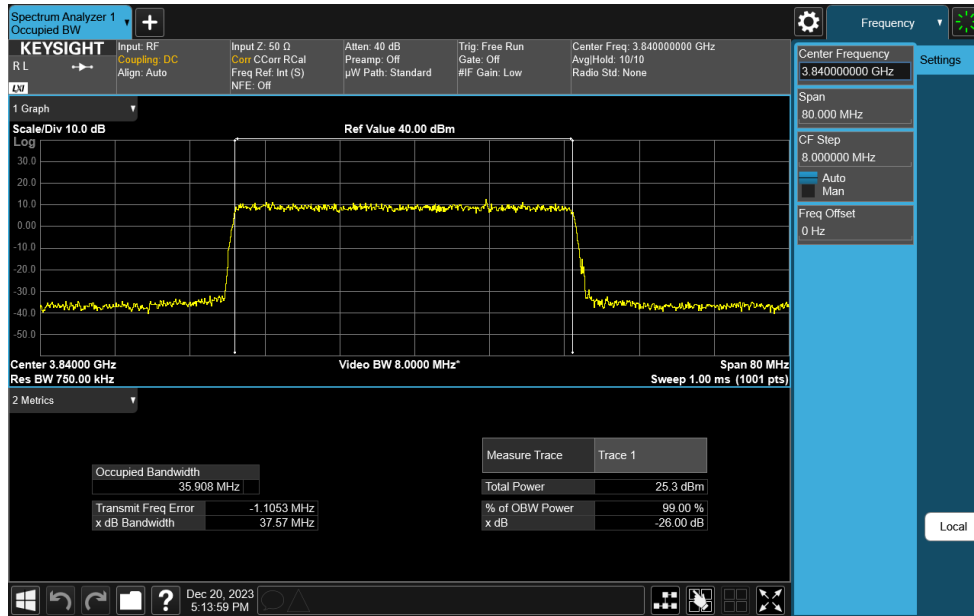 Spectrum Analyzer 1
Occupied BW
Frequency
KEYSIGHT
R L
LXI
Input: RF
Coupling: DC
Align: Auto
Input Z: 50 Ω
Corr CCorr RCal
Freq Ref: Int (S)
NFE: Off
Atten: 40 dB
Preamp: Off
µW Path: Standard
Trig: Free Run
Gate: Off
#IF Gain: Low
Center Freq: 3.840000000 GHz
Avg|Hold: 10/10
Radio Std: None
Center Frequency
3.840000000 GHz
Settings
Span
80.000 MHz
CF Step
8.000000 MHz
Auto
Man
Freq Offset
0 Hz
1 Graph
Scale/Div 10.0 dB
Ref Value 40.00 dBm
Log
30.0
20.0
10.0
0.00
-10.0
-20.0
-30.0
-40.0
-50.0
Center 3.84000 GHz
Video BW 8.0000 MHz*
Span 80 MHz
Res BW 750.00 kHz
Sweep 1.00 ms (1001 pts)
2 Metrics
Measure Trace
Trace 1
Occupied Bandwidth
35.908 MHz
Total Power
25.3 dBm
Transmit Freq Error
-1.1053 MHz
% of OBW Power
99.00 %
x dB Bandwidth
37.57 MHz
x dB
-26.00 dB
Local
?
Dec 20, 2023
5:13:59 PM